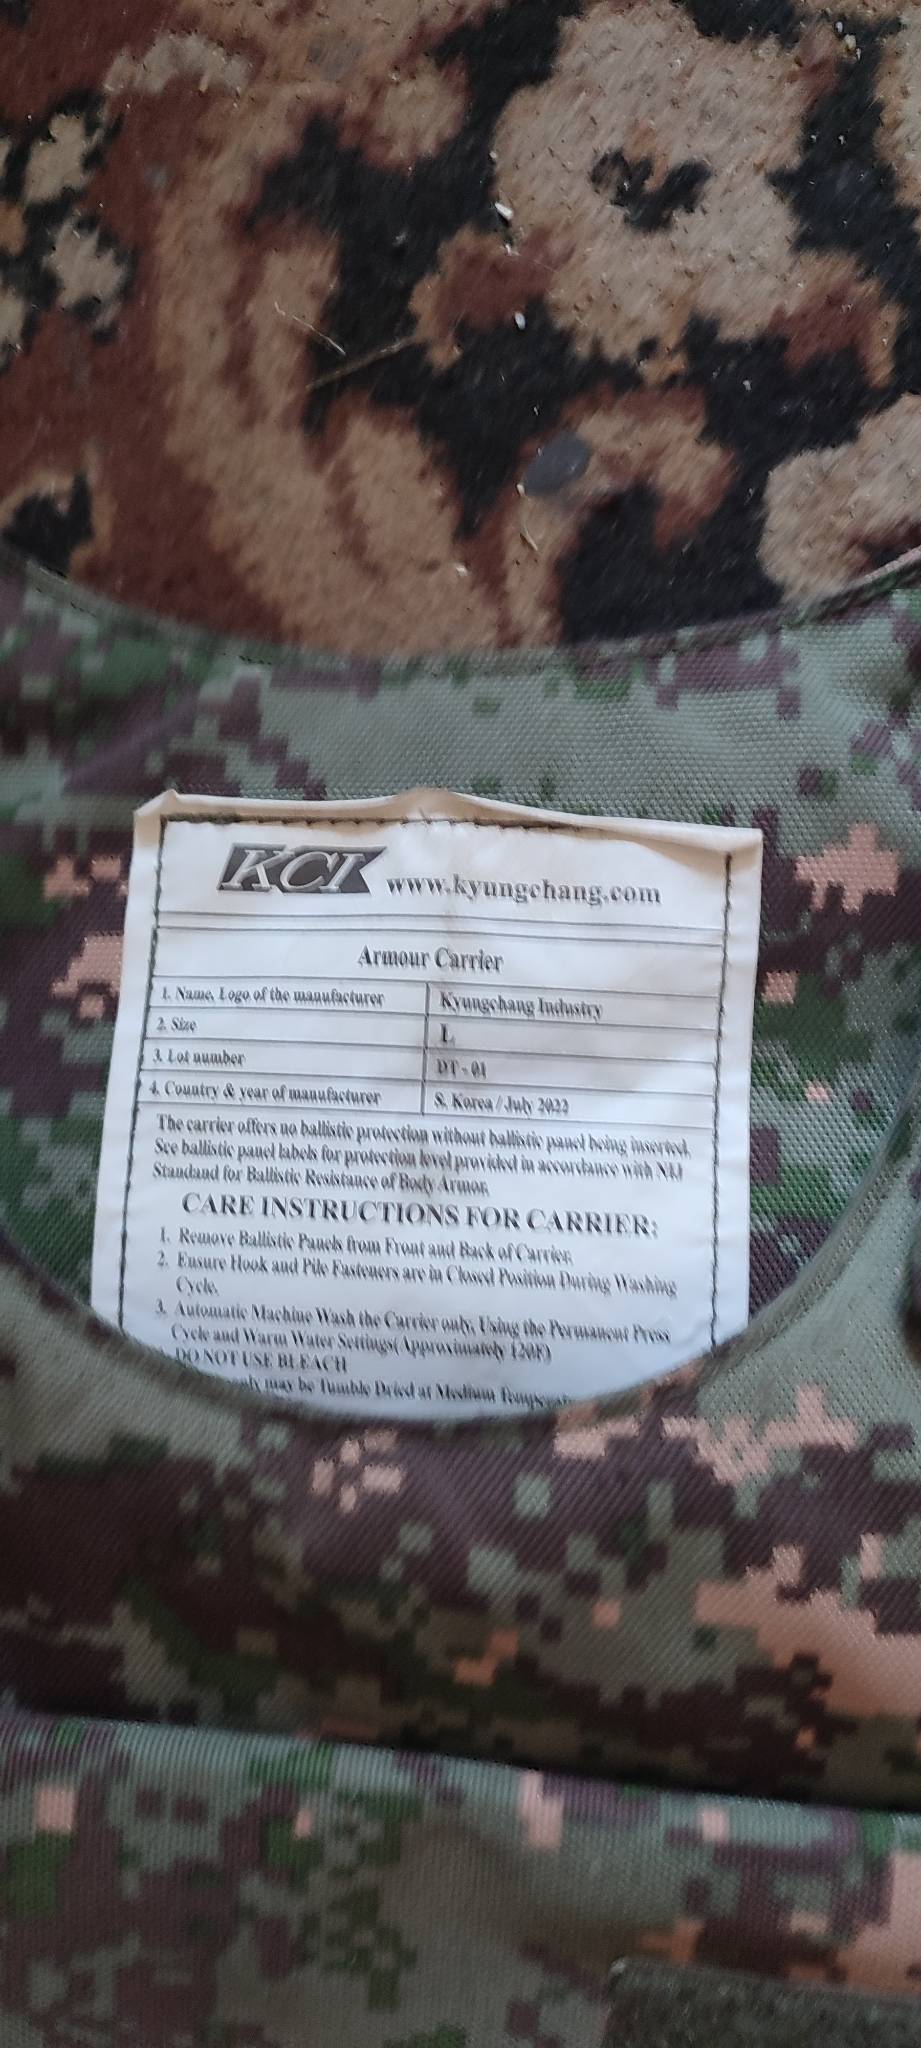 KCI www.kyungchang.com
Armour Carrier
1. Name, Logo of the manufacturer Kyungchang Industry
2. Size L
3. Lot number DT - 01
4. Country & year of manufacturer S. Korea / July 2022
The carrier offers no ballistic protection without ballistic panel being inserted.
See ballistic panel labels for protection level provided in accordance with NIJ
Standand for Ballistic Resistance of Body Armor.
CARE INSTRUCTIONS FOR CARRIER:
1. Remove Ballistic Panels from Front and Back of Carrier.
2. Ensure Hook and Pile Fasteners are in Closed Position During Washing
Cycle.
3. Automatic Machine Wash the Carrier only, Using the Permanent Press
Cycle and Warm Water Settings(Approximately 120F)
DO NOT USE BLEACH
only may be Tumble Dried at Medium